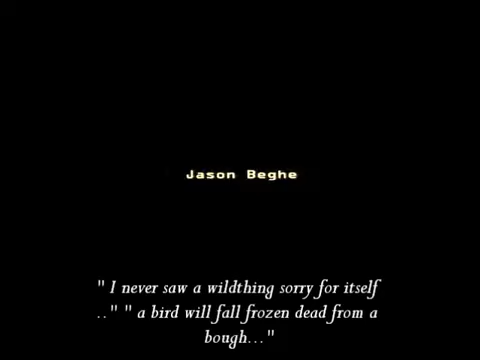 Jason Beghe
" I never saw a wildthing sorry for itself
.." " a bird will fall frozen dead from a
bough..."